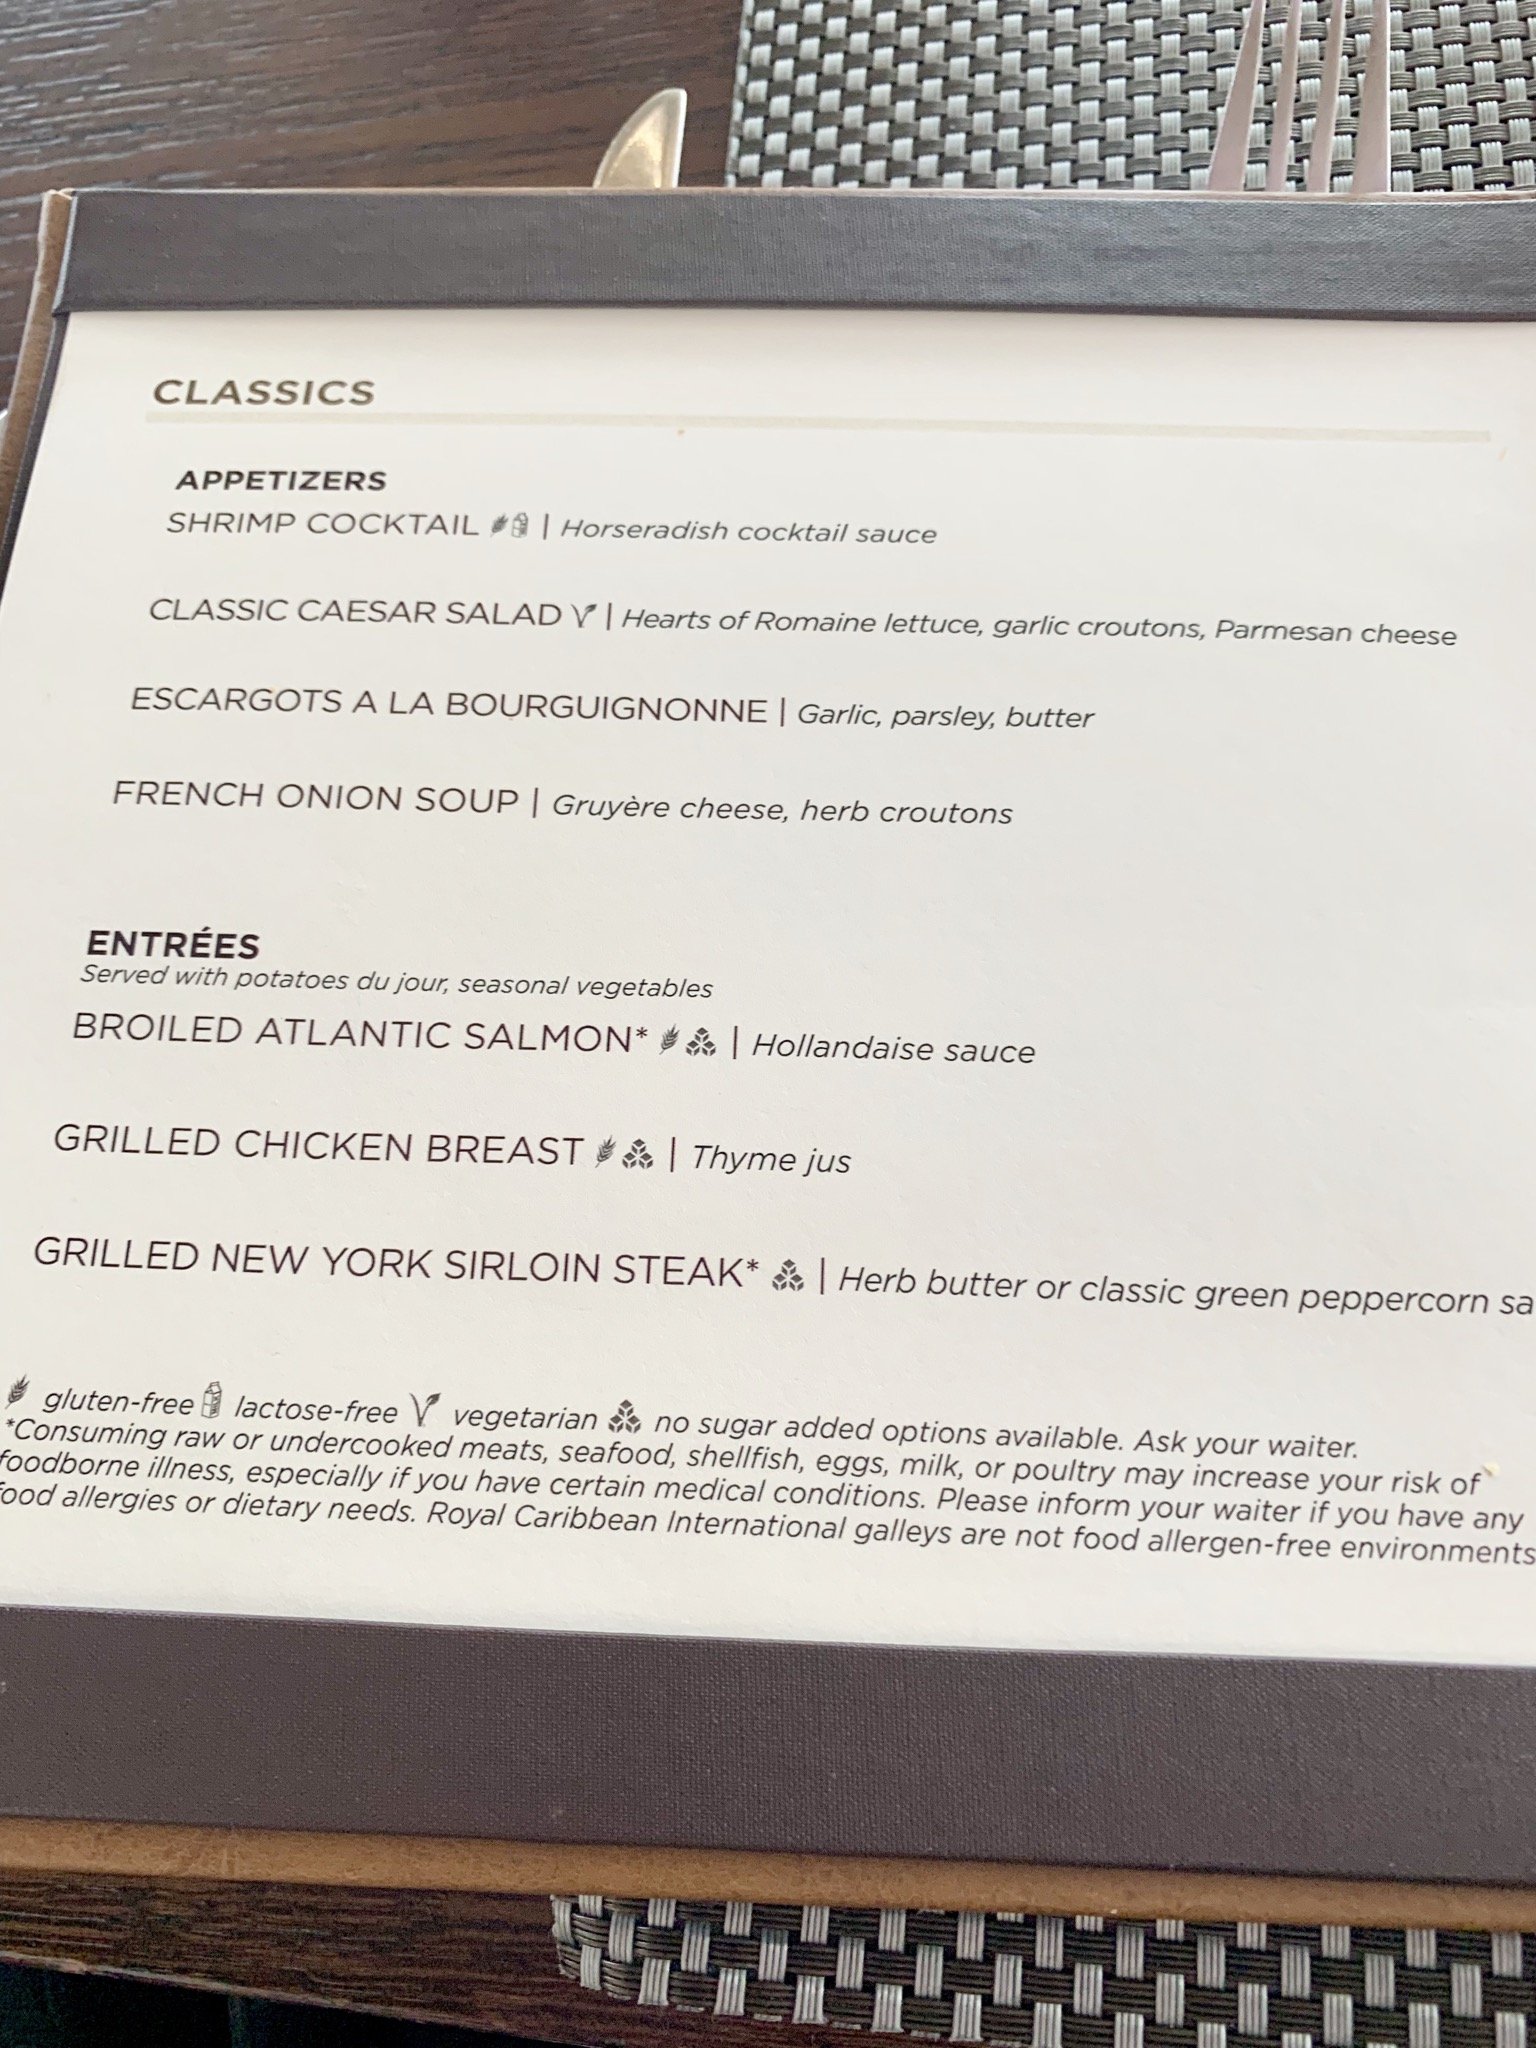 CLASSICS
APPETIZERS
SHRIMP COCKTAIL | Horseradish cocktail sauce
CLASSIC CAESAR SALAD | Hearts of Romaine lettuce, garlic croutons, Parmesan cheese
ESCARGOTS A LA BOURGUIGNONNE | Garlic, parsley, butter
FRENCH ONION SOUP | Gruyère cheese, herb croutons
ENTRÉES
Served with potatoes du jour, seasonal vegetables
BROILED ATLANTIC SALMON* | Hollandaise sauce
GRILLED CHICKEN BREAST | Thyme jus
GRILLED NEW YORK SIRLOIN STEAK* | Herb butter or classic green peppercorn
gluten-free lactose-free vegetarian no sugar added options available. Ask your waiter.
*Consuming raw or undercooked meats, seafood, shellfish, eggs, milk, or poultry may increase your risk of
foodborne illness, especially if you have certain medical conditions. Please inform your waiter if you have any
food allergies or dietary needs. Royal Caribbean International galleys are not food allergen-free environments